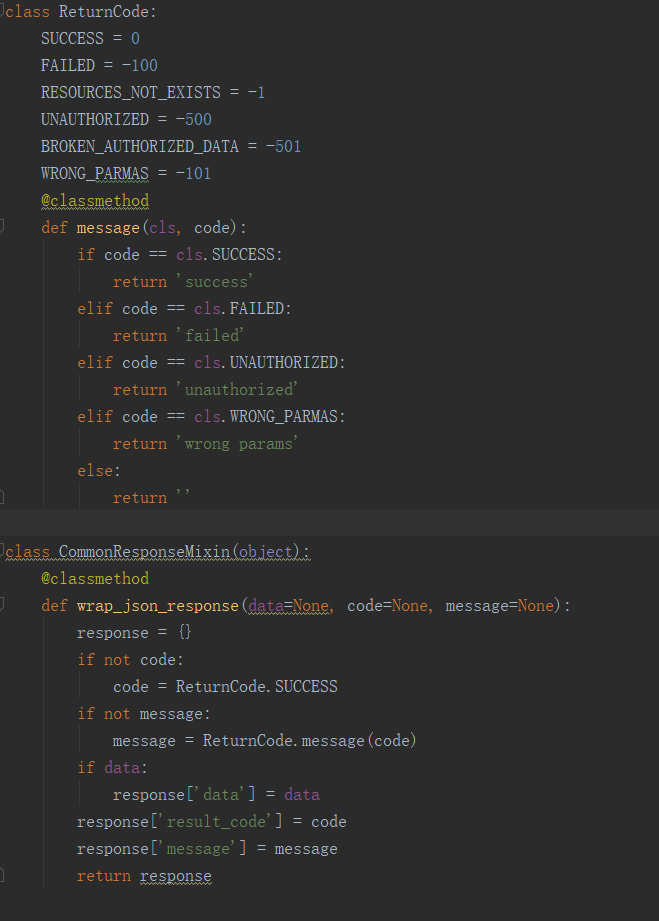 class ReturnCode:
    SUCCESS = 0
    FAILED = -100
    RESOURCES_NOT_EXISTS = -1
    UNAUTHORIZED = -500
    BROKEN_AUTHORIZED_DATA = -501
    WRONG_PARMAS = -101
    @classmethod
    def message(cls, code):
        if code == cls.SUCCESS:
            return 'success'
        elif code == cls.FAILED:
            return 'failed'
        elif code == cls.UNAUTHORIZED:
            return 'unauthorized'
        elif code == cls.WRONG_PARMAS:
            return 'wrong params'
        else:
            return ''
class CommonResponseMixin(object):
    @classmethod
    def wrap_json_response(data=None, code=None, message=None):
        response = {}
        if not code:
            code = ReturnCode.SUCCESS
        if not message:
            message = ReturnCode.message(code)
        if data:
            response['data'] = data
        response['result_code'] = code
        response['message'] = message
        return response